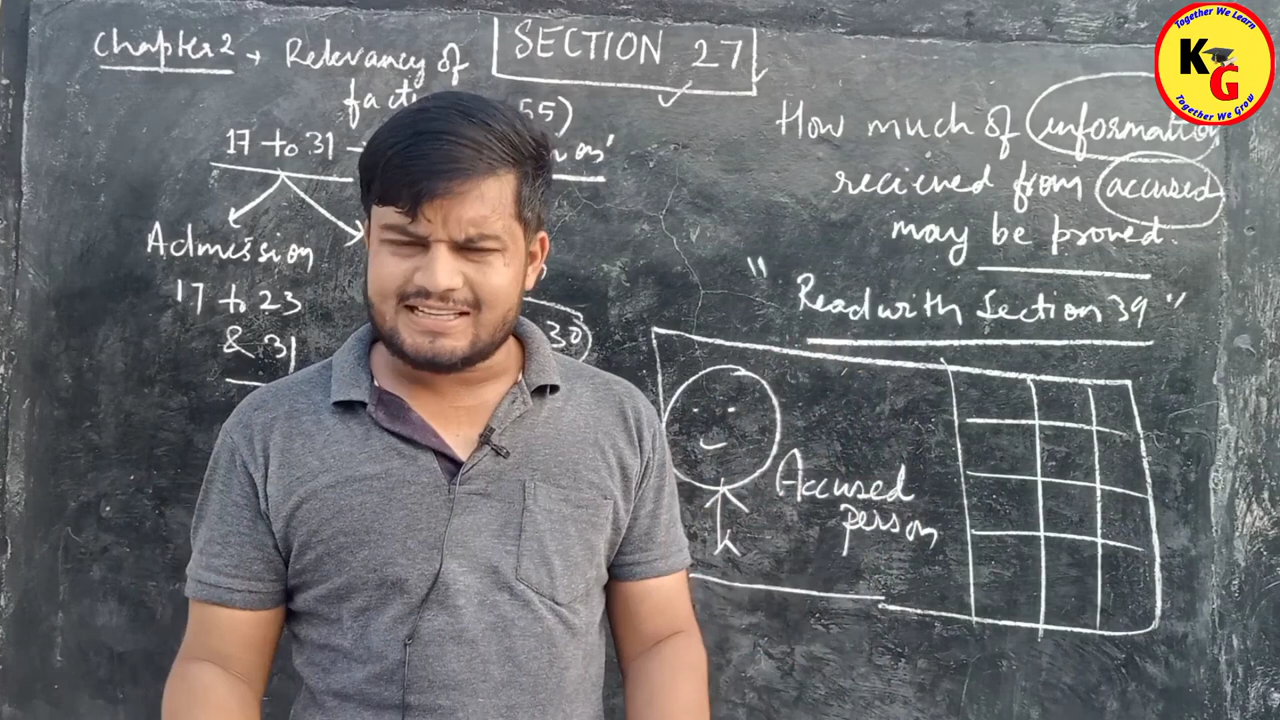 Chapter 2 → Relevancy of
facts 55)
17 to 31 -
Admission
17 to 23
& 31
30
SECTION 27
How much of information
recieved from accused
may be proved.
"Read with Section 39"
Accused
person
Together We Learn
KG
Together We Grow